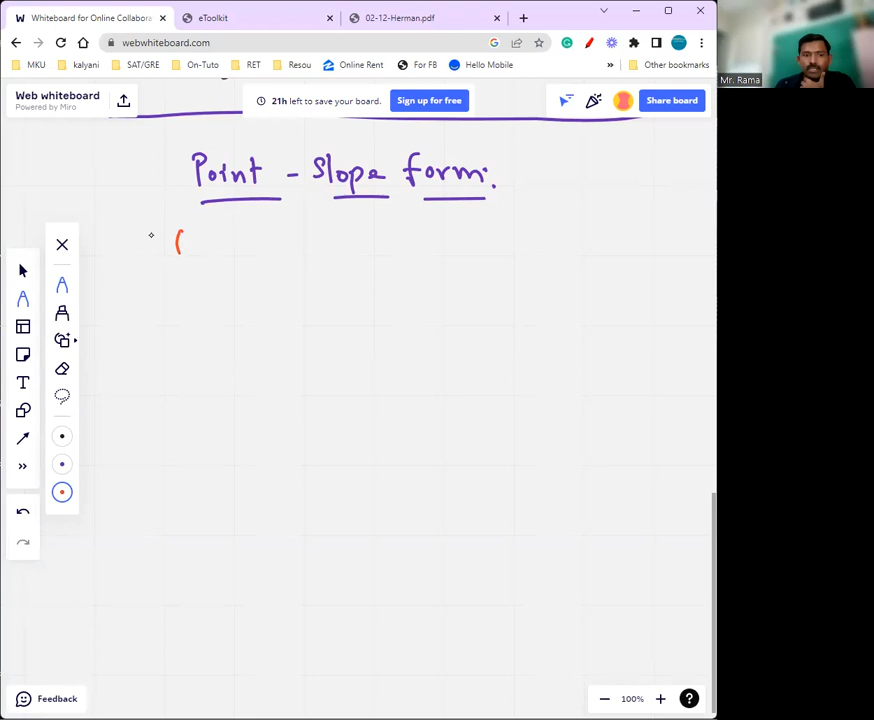 Whiteboard for Online Collabora
eToolkit
02-12-Herman.pdf
webwhiteboard.com
MKU
kalyani
SAT/GRE
On-Tuto
RET
Resou
Online Rent
For FB
Hello Mobile
»
Other bookmarks
Mr. Rama
Web whiteboard
Powered by Miro
21h left to save your board.
Sign up for free
Share board
Point - Slope form:
(
Feedback
100%